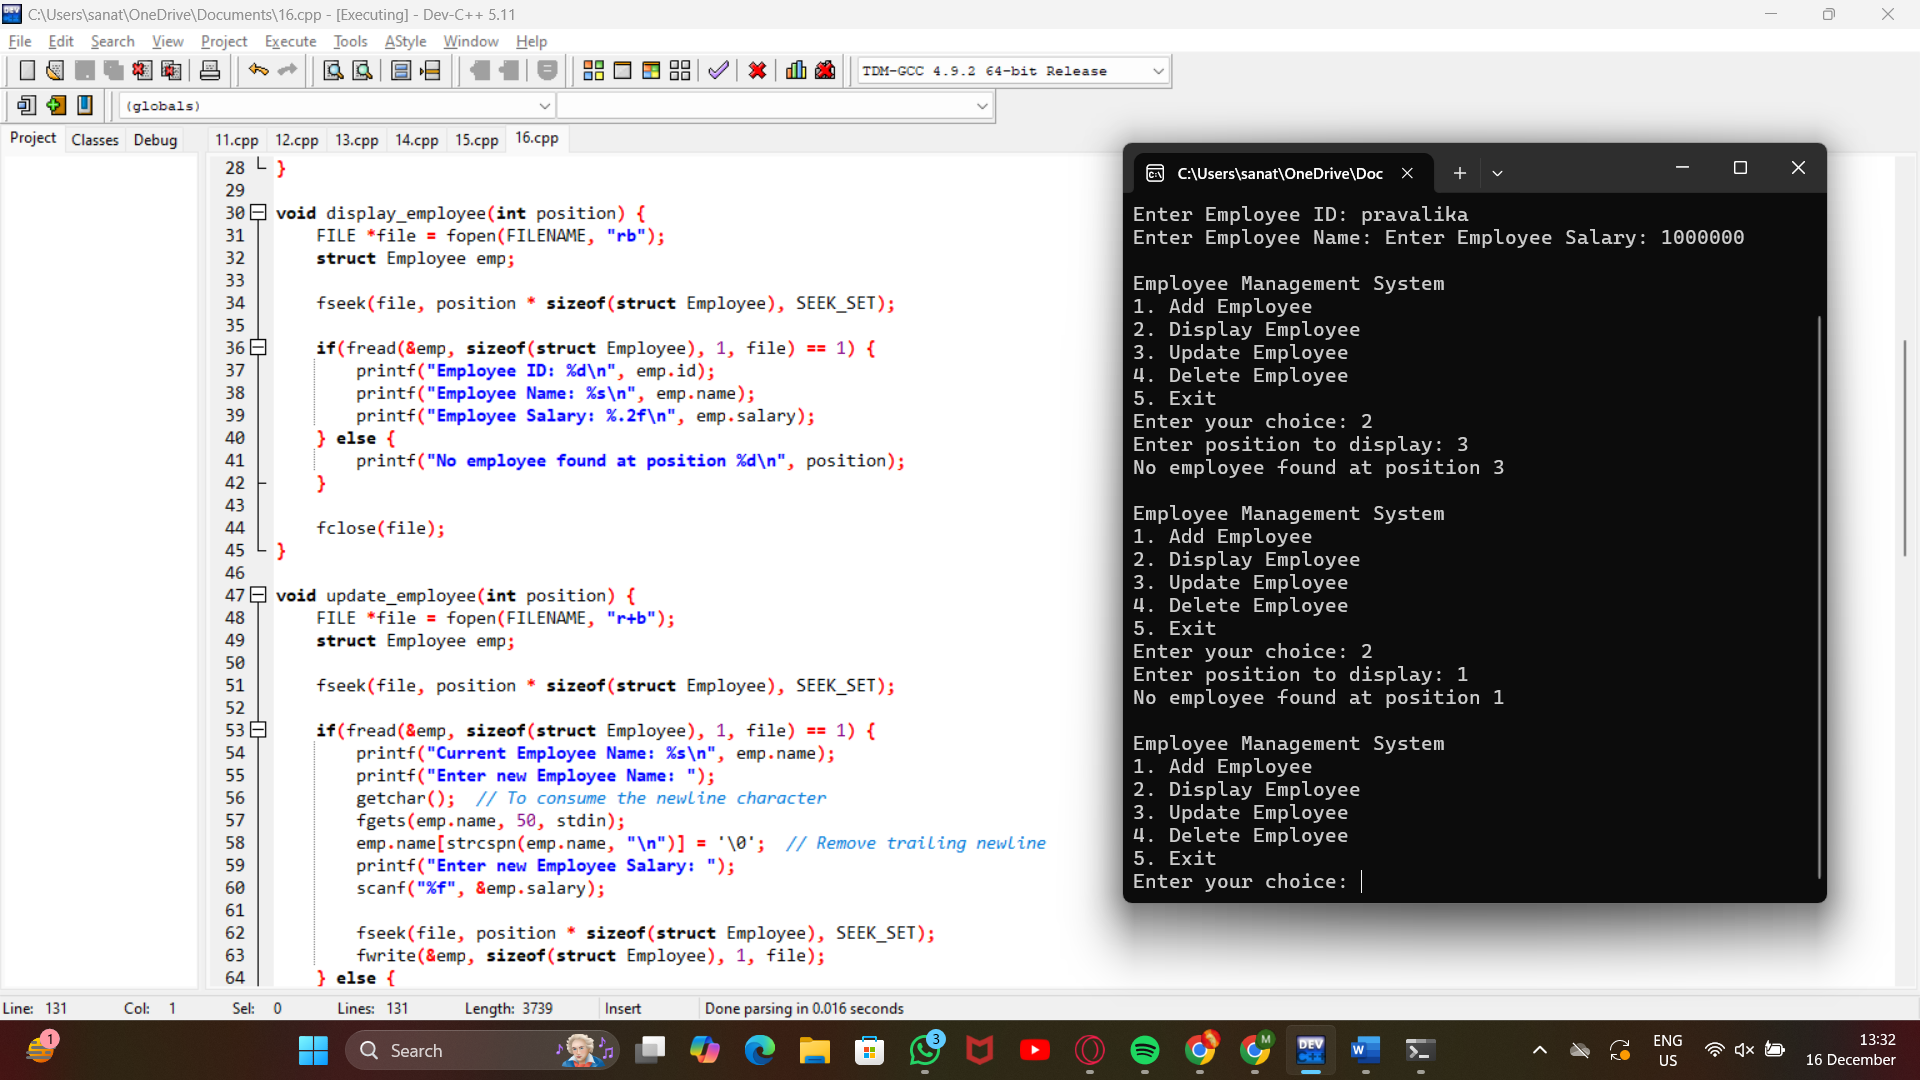 C:\Users\sanat\OneDrive\Documents\16.cpp - [Executing] - Dev-C++ 5.11
File Edit Search View Project Execute Tools AStyle Window Help
TDM-GCC 4.9.2 64-bit Release
(globals)
Project Classes Debug
11.cpp 12.cpp 13.cpp 14.cpp 15.cpp 16.cpp
28 }
29
30 void display_employee(int position) {
31 FILE *file = fopen(FILENAME, "rb");
32 struct Employee emp;
33
34 fseek(file, position * sizeof(struct Employee), SEEK_SET);
35
36 if(fread(&emp, sizeof(struct Employee), 1, file) == 1) {
37 printf("Employee ID: %d\n", emp.id);
38 printf("Employee Name: %s\n", emp.name);
39 printf("Employee Salary: %.2f\n", emp.salary);
40 } else {
41 printf("No employee found at position %d\n", position);
42 }
43
44 fclose(file);
45 }
46
47 void update_employee(int position) {
48 FILE *file = fopen(FILENAME, "r+b");
49 struct Employee emp;
50
51 fseek(file, position * sizeof(struct Employee), SEEK_SET);
52
53 if(fread(&emp, sizeof(struct Employee), 1, file) == 1) {
54 printf("Current Employee Name: %s\n", emp.name);
55 printf("Enter new Employee Name: ");
56 getchar(); // To consume the newline character
57 fgets(emp.name, 50, stdin);
58 emp.name[strcspn(emp.name, "\n")] = '\0'; // Remove trailing newline
59 printf("Enter new Employee Salary: ");
60 scanf("%f", &emp.salary);
61
62 fseek(file, position * sizeof(struct Employee), SEEK_SET);
63 fwrite(&emp, sizeof(struct Employee), 1, file);
64 } else {
C:\Users\sanat\OneDrive\Doc
Enter Employee ID: pravalika
Enter Employee Name: Enter Employee Salary: 1000000
Employee Management System
1. Add Employee
2. Display Employee
3. Update Employee
4. Delete Employee
5. Exit
Enter your choice: 2
Enter position to display: 3
No employee found at position 3
Employee Management System
1. Add Employee
2. Display Employee
3. Update Employee
4. Delete Employee
5. Exit
Enter your choice: 2
Enter position to display: 1
No employee found at position 1
Employee Management System
1. Add Employee
2. Display Employee
3. Update Employee
4. Delete Employee
5. Exit
Enter your choice:
Line: 131 Col: 1 Sel: 0 Lines: 131 Length: 3739 Insert Done parsing in 0.016 seconds
1
Search
3
M
DEV
C++
W
ENG
US
13:32
16 December